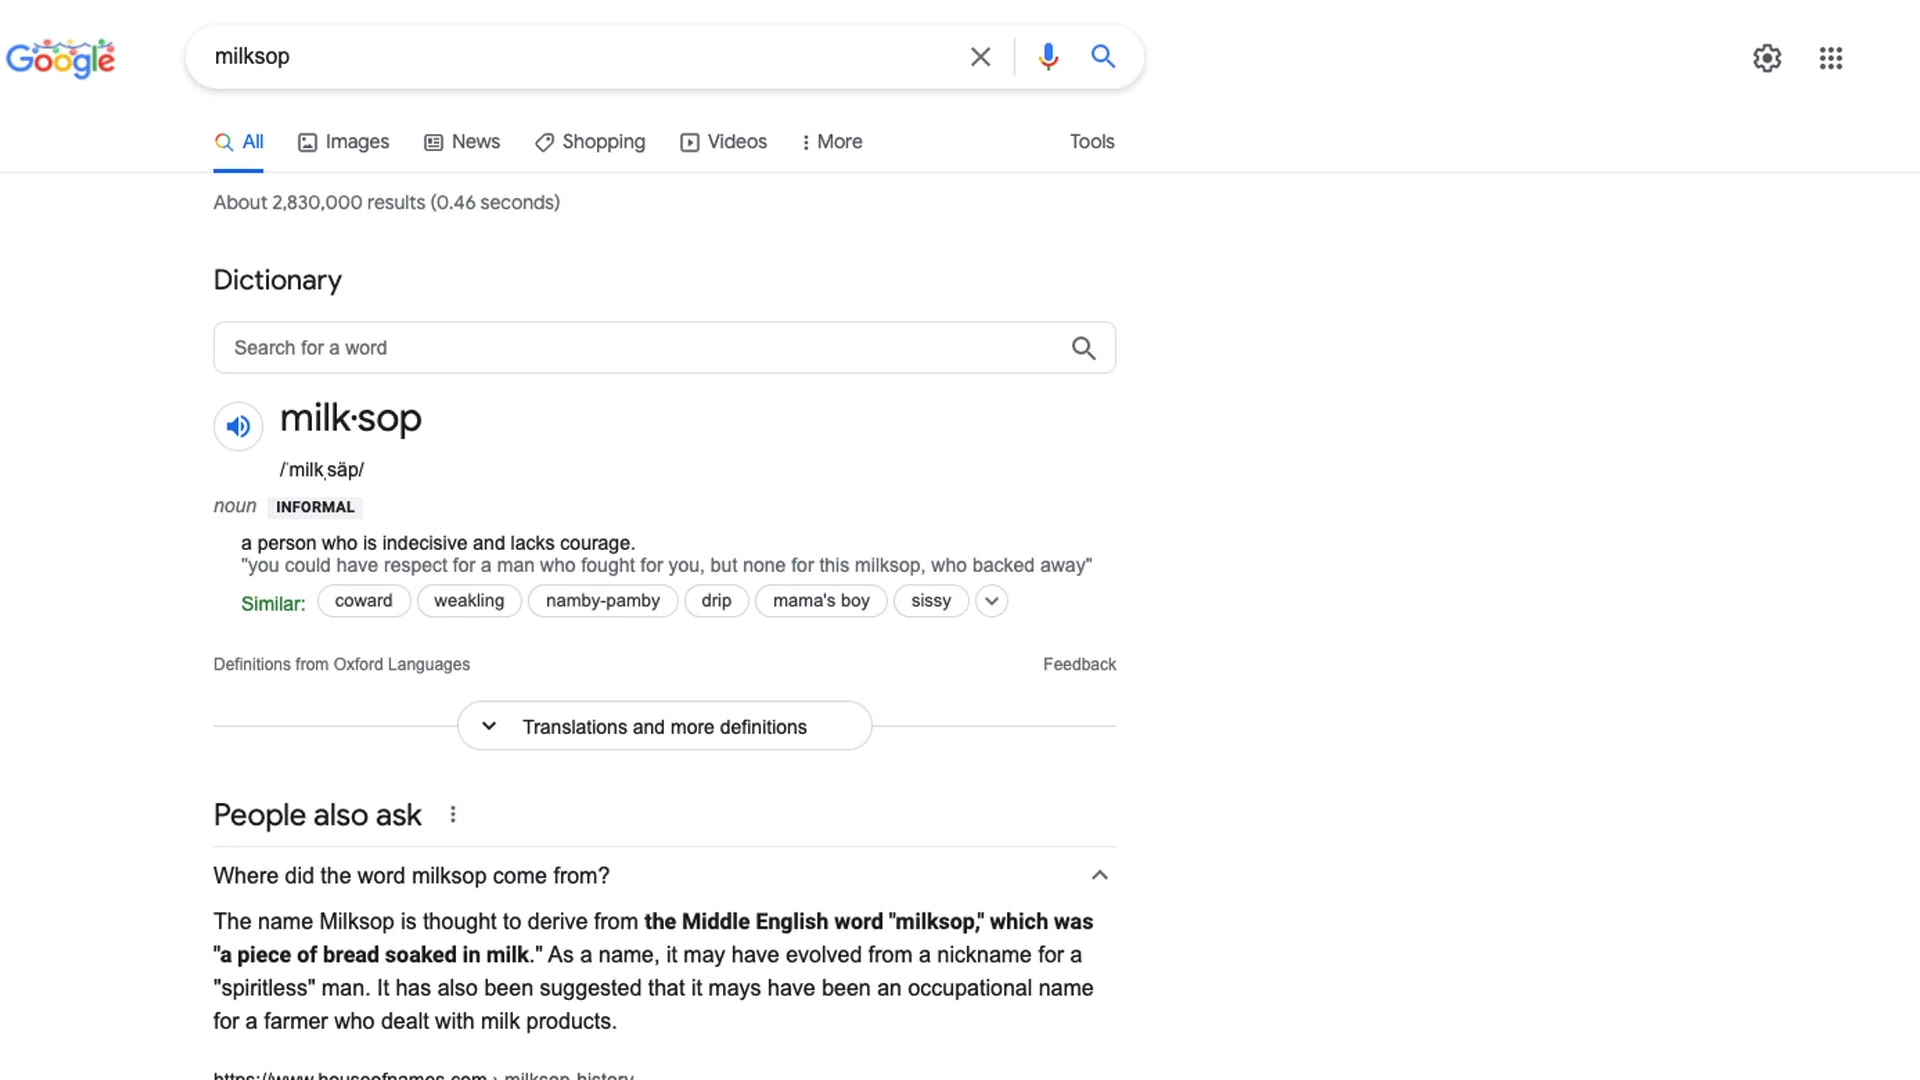 Google
milksop
All
Images
News
Shopping
Videos
More
Tools
About 2,830,000 results (0.46 seconds)
Dictionary
Search for a word
milk·sop
/ˈmilkˌsäp/
noun INFORMAL
a person who is indecisive and lacks courage.
"you could have respect for a man who fought for you, but none for this milksop, who backed away"
Similar: coward weakling namby-pamby drip mama's boy sissy
Definitions from Oxford Languages
Feedback
Translations and more definitions
People also ask
Where did the word milksop come from?
The name Milksop is thought to derive from the Middle English word "milksop," which was
"a piece of bread soaked in milk." As a name, it may have evolved from a nickname for a
"spiritless" man. It has also been suggested that it mays have been an occupational name
for a farmer who dealt with milk products.
https://www.houseofnames.com › milksop-history